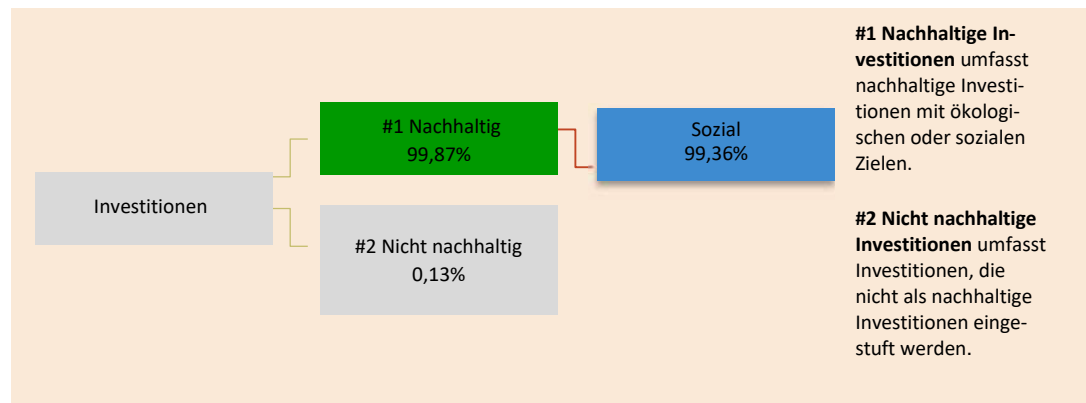 Investitionen
#1 Nachhaltig
99,87%
Sozial
99,36%
#2 Nicht nachhaltig
0,13%
#1 Nachhaltige In-
vestitionen umfasst
nachhaltige Investi-
tionen mit ökologi-
schen oder sozialen
Zielen.
#2 Nicht nachhaltige
Investitionen umfasst
Investitionen, die
nicht als nachhaltige
Investitionen einge-
stuft werden.